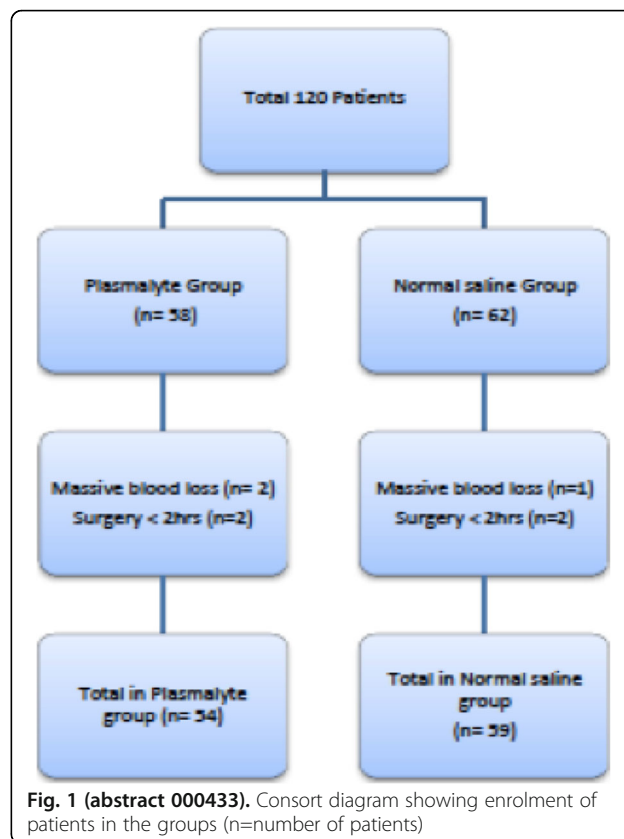 Total 120 Patients
Plasmalyte Group
(n= 58)
Normal saline Group
(n= 62)
Massive blood loss (n= 2)
Surgery < 2hrs (n=2)
Massive blood loss (n=1)
Surgery < 2hrs (n=2)
Total in Plasmalyte
group (n= 54)
Total in Normal saline
group
(n= 59)
Fig. 1 (abstract 000433). Consort diagram showing enrolment of
patients in the groups (n=number of patients)